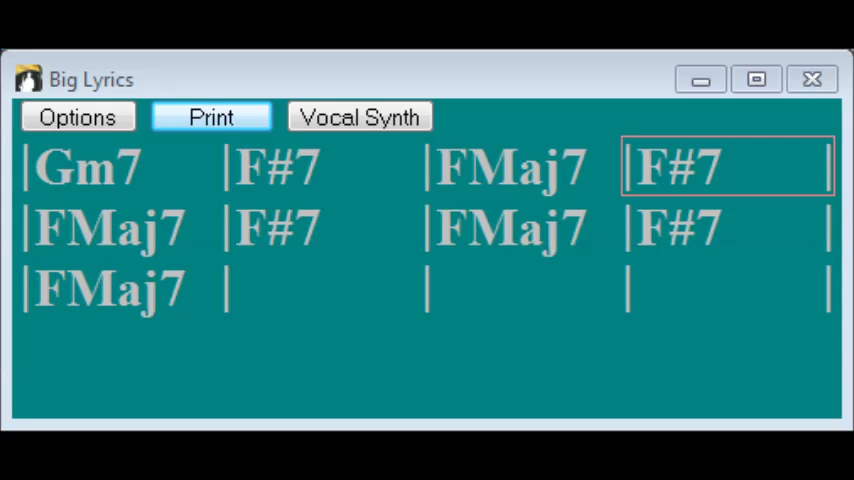 Big Lyrics
Options Print Vocal Synth
|Gm7 |F#7 |FMaj7 |F#7 |
|FMaj7 |F#7 |FMaj7 |F#7 |
|FMaj7 | | | |